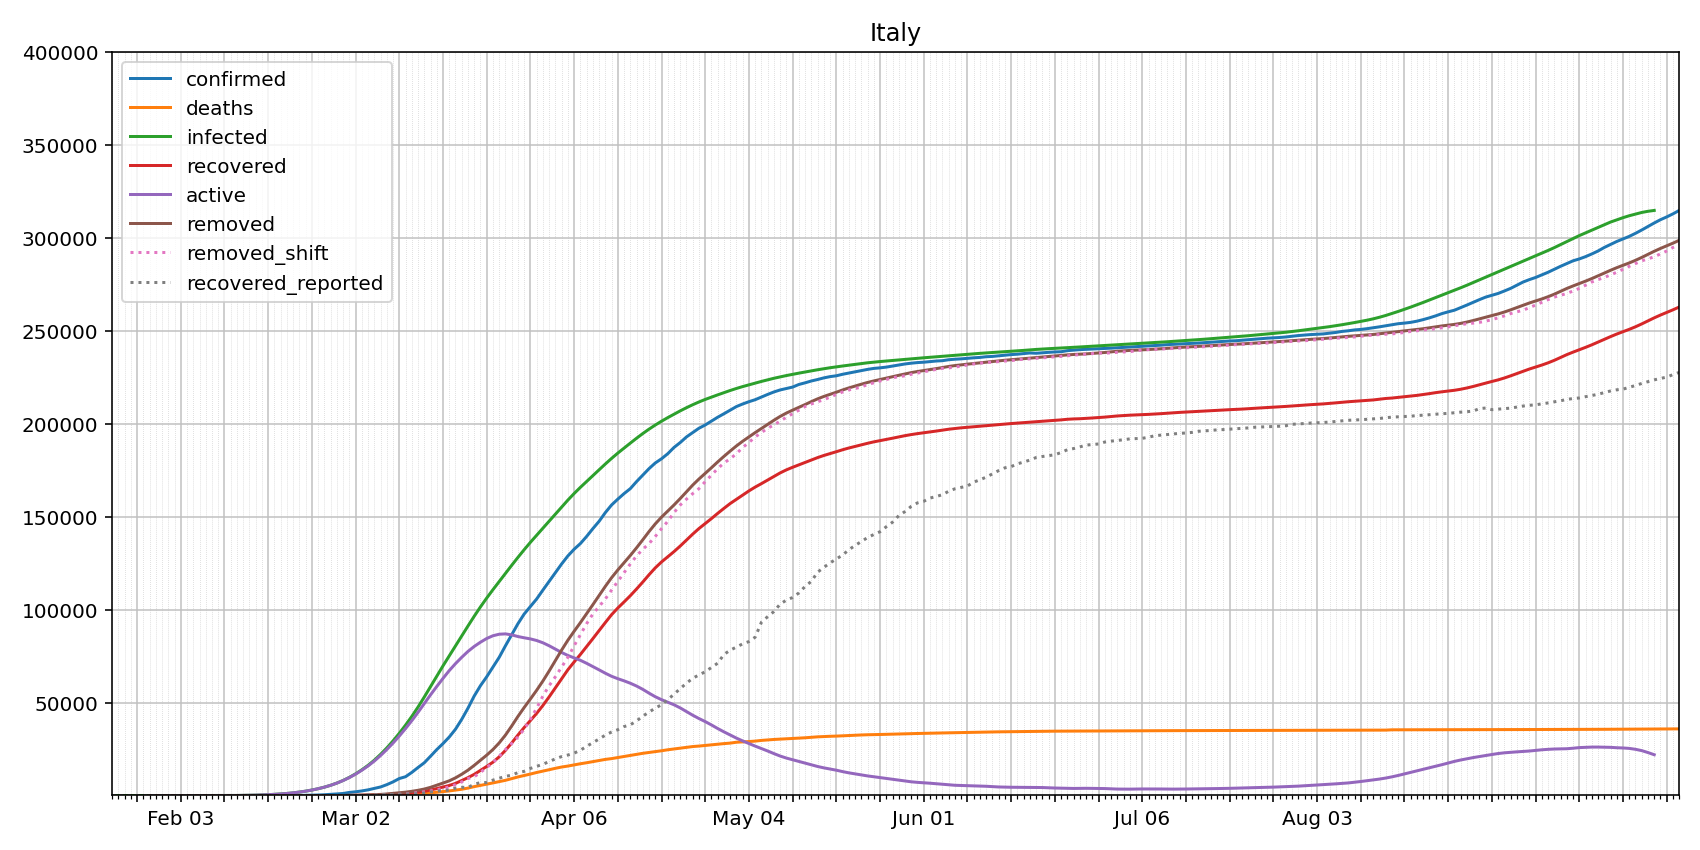 Italy
400000
350000
300000
250000
200000
150000
100000
50000
confirmed
deaths
infected
recovered
active
removed
removed_shift
recovered_reported
Feb 03
Mar 02
Apr 06
May 04
Jun 01
Jul 06
Aug 03